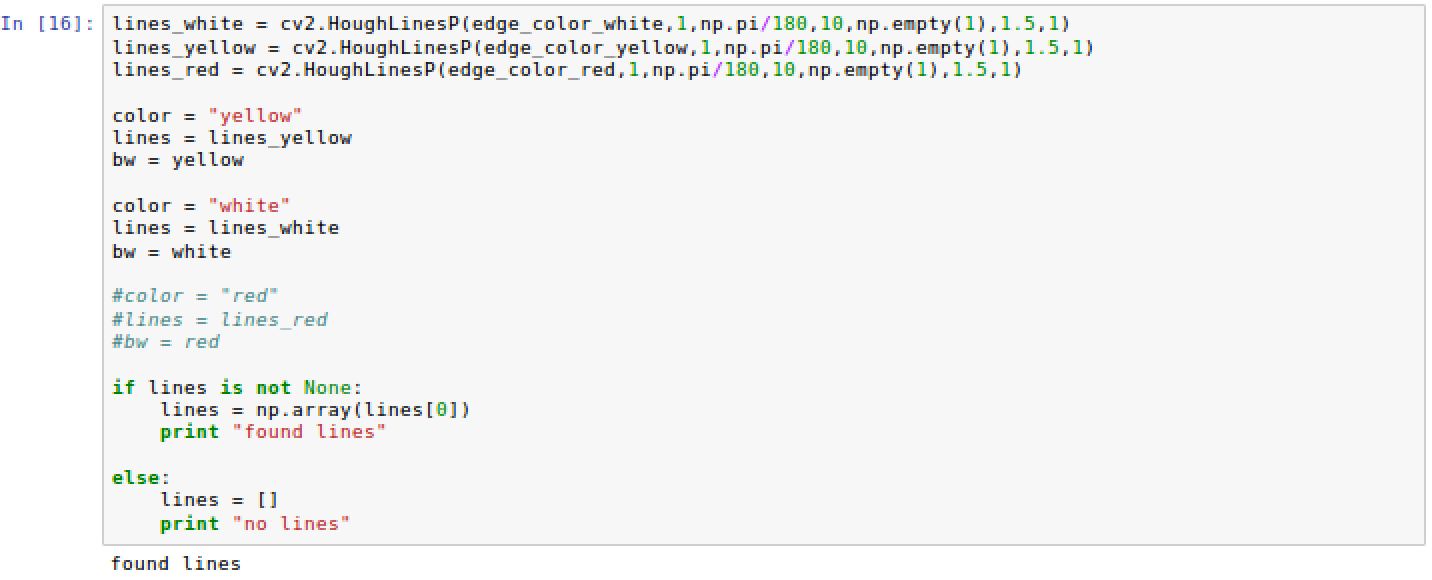 In [16]: lines_white = cv2.HoughLinesP(edge_color_white,1,np.pi/180,10,np.empty(1),1.5,1)
lines_yellow = cv2.HoughLinesP(edge_color_yellow,1,np.pi/180,10,np.empty(1),1.5,1)
lines_red = cv2.HoughLinesP(edge_color_red,1,np.pi/180,10,np.empty(1),1.5,1)
color = "yellow"
lines = lines_yellow
bw = yellow
color = "white"
lines = lines_white
bw = white
#color = "red"
#lines = lines_red
#bw = red
if lines is not None:
    lines = np.array(lines[0])
    print "found lines"
else:
    lines = []
    print "no lines"
found lines